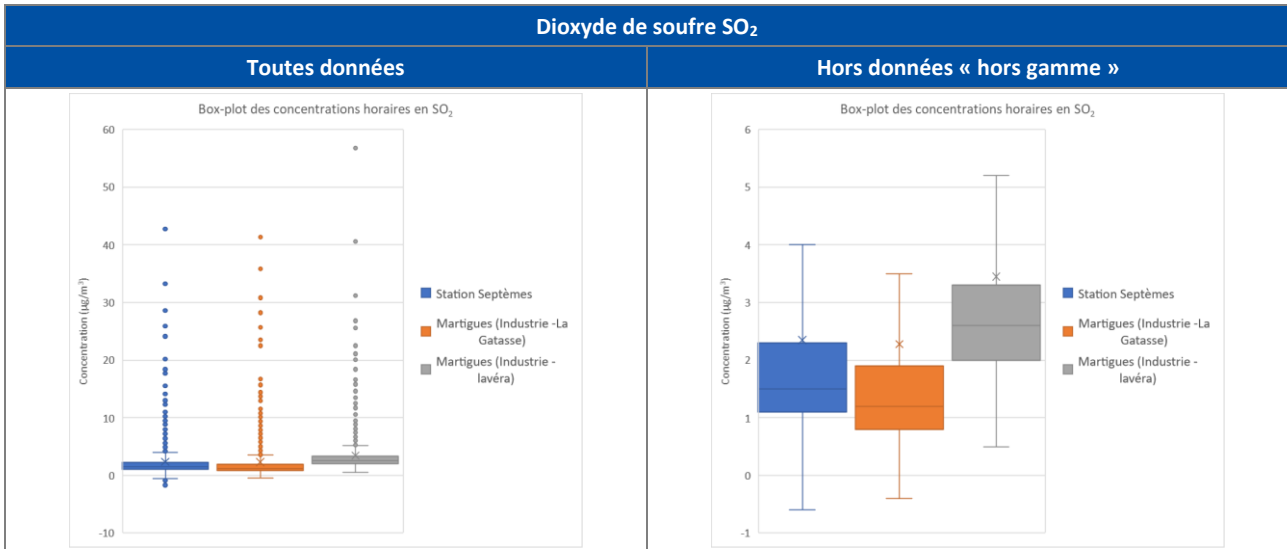 Dioxyde de soufre SO₂
Toutes données
Hors données « hors gamme »
Box-plot des concentrations horaires en SO₂
60
50
40
30
20
10
0
-10
Concentration (µg/m³)
Station Septèmes
Martigues (Industrie -La
Gatasse)
Martigues (Industrie -
lavéra)
Box-plot des concentrations horaires en SO₂
6
5
4
3
2
1
0
-1
Concentration (µg/m³)
Station Septèmes
Martigues (Industrie -La
Gatasse)
Martigues (Industrie -
lavéra)